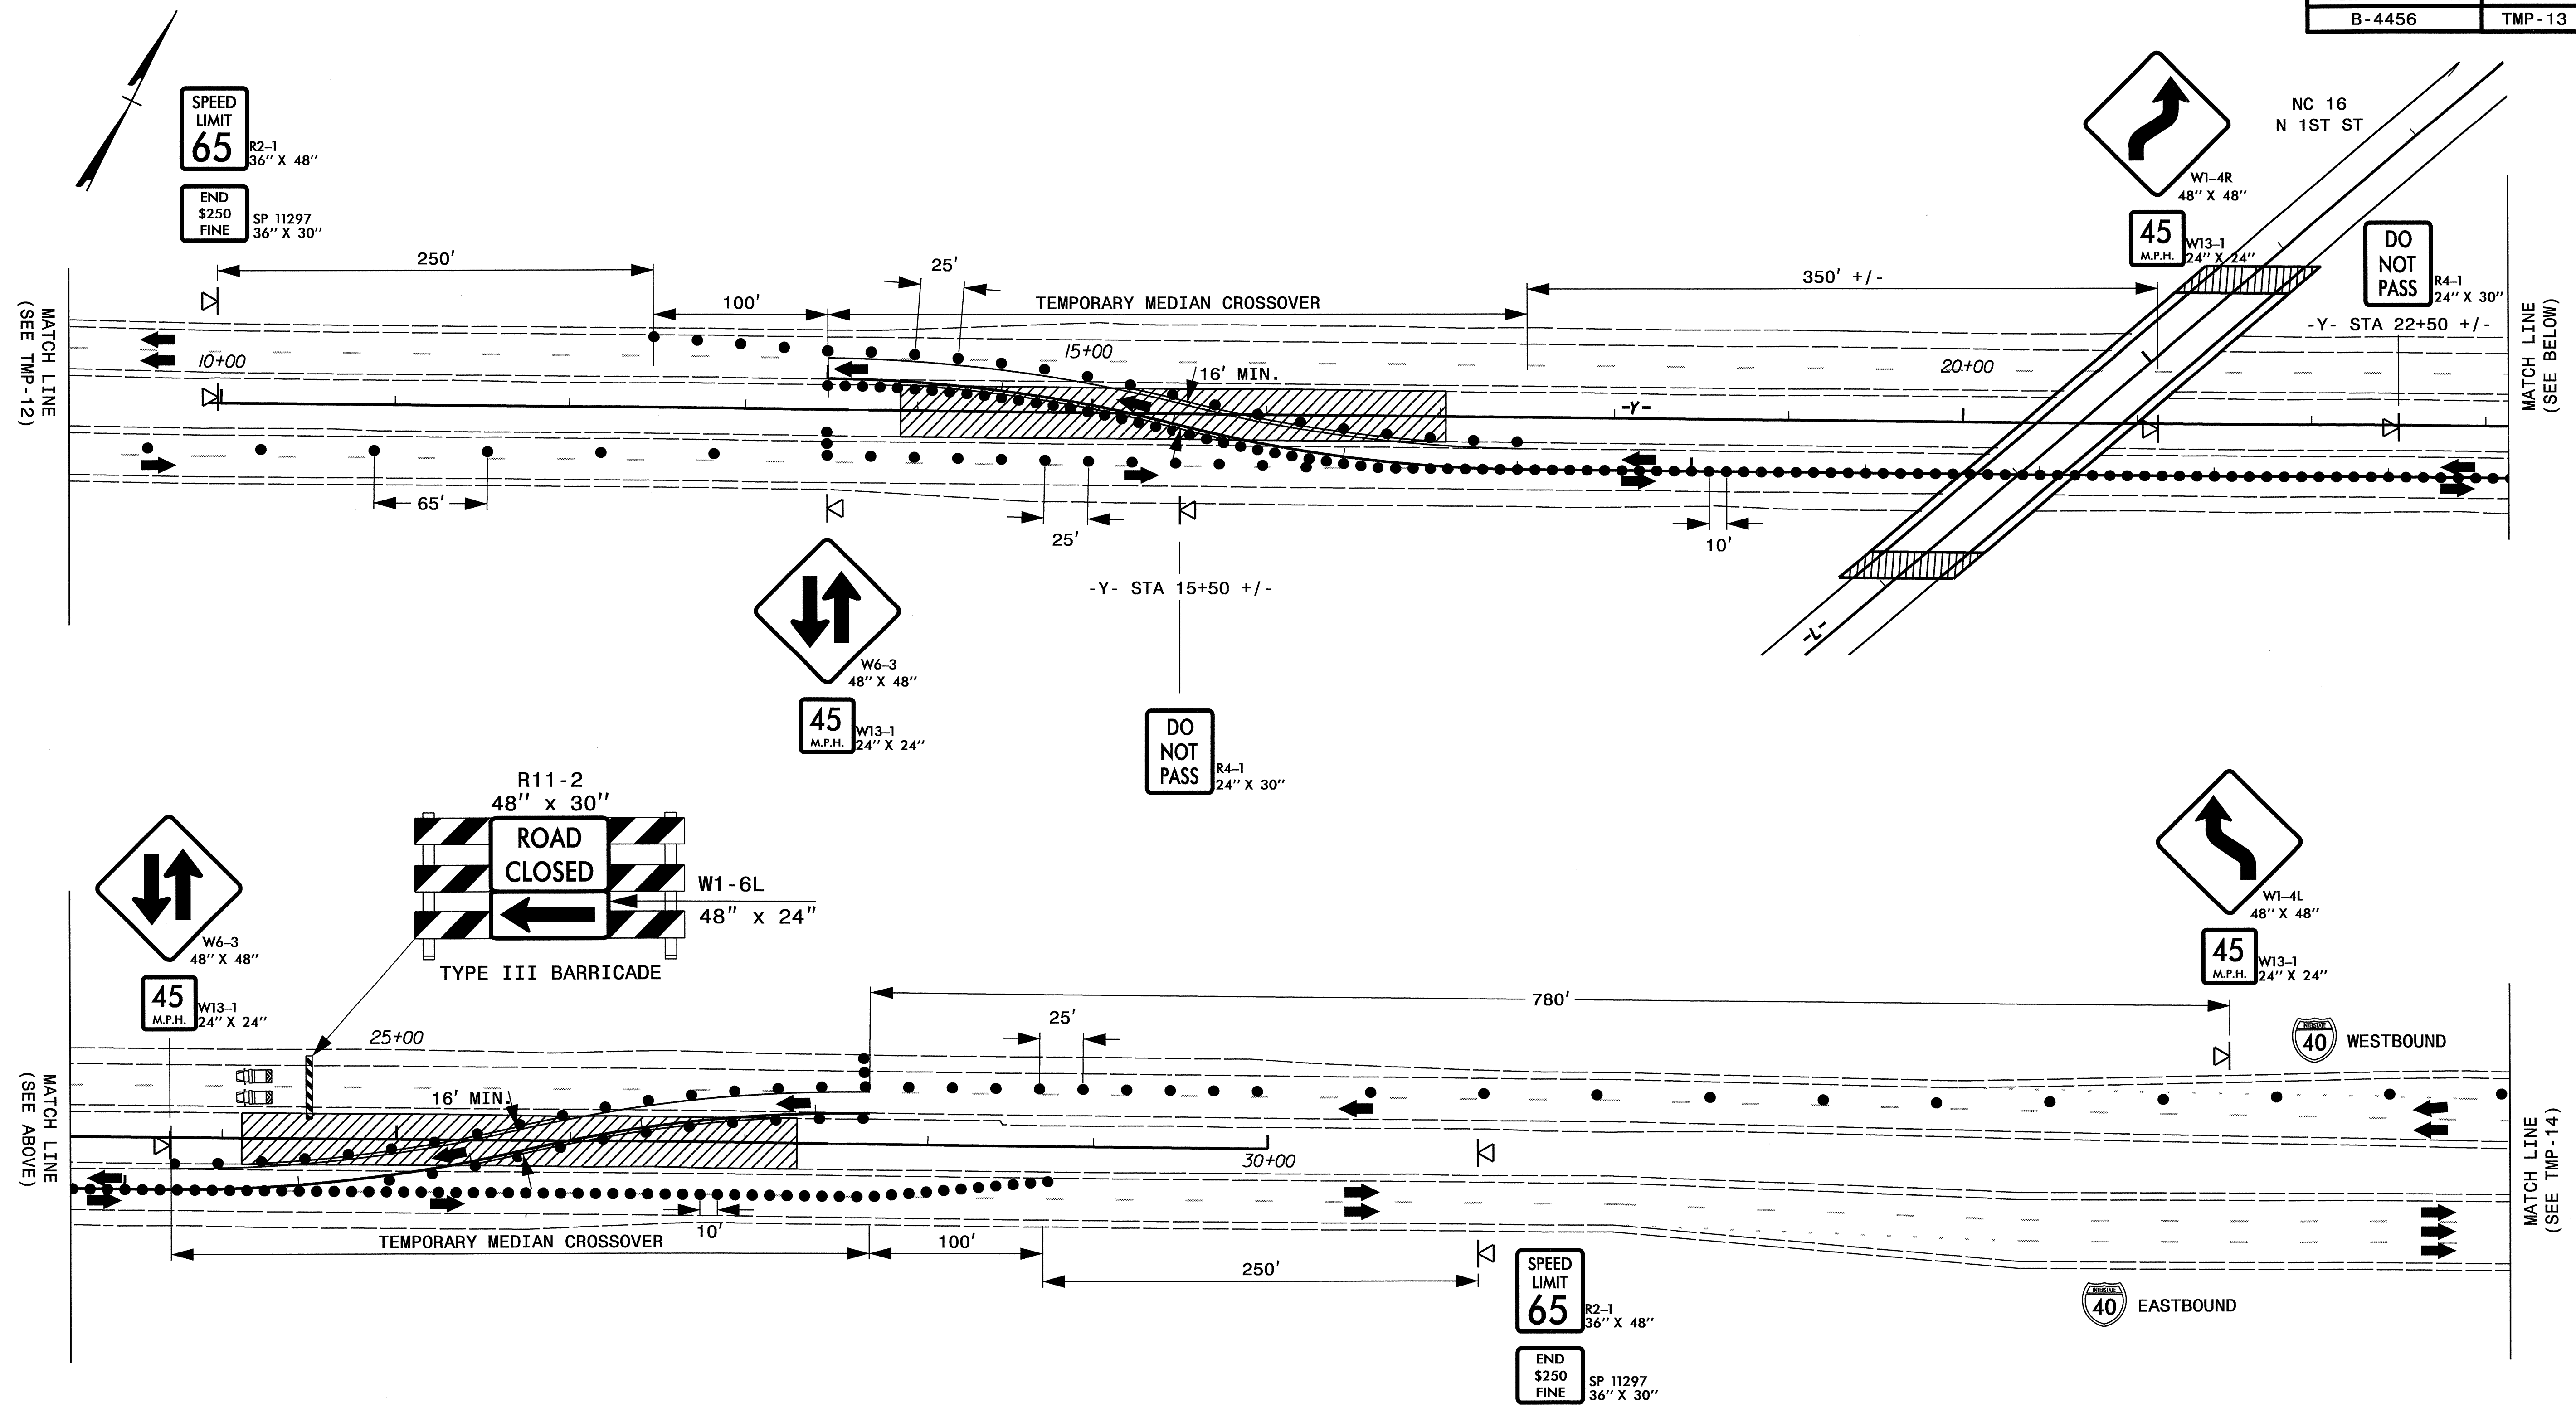 B-4456 TMP-13
SPEED
LIMIT
65
R2-1
36" X 48"
END
$250
FINE
SP 11297
36" X 30"
W1-4R
48" X 48"
45
M.P.H.
W13-1
24" X 24"
NC 16
N 1ST ST
DO
NOT
PASS
R4-1
24" X 30"
-Y- STA 22+50 +/-
MATCH LINE
(SEE TMP-12)
MATCH LINE
(SEE BELOW)
250'
100'
25'
TEMPORARY MEDIAN CROSSOVER
350' +/-
10+00
15+00
20+00
16' MIN.
-Y-
65'
25'
10'
-L-
-Y- STA 15+50 +/-
W6-3
48" X 48"
45
M.P.H.
W13-1
24" X 24"
DO
NOT
PASS
R4-1
24" X 30"
R11-2
48" x 30"
ROAD
CLOSED
W1-6L
48" x 24"
TYPE III BARRICADE
W6-3
48" X 48"
45
M.P.H.
W13-1
24" X 24"
W1-4L
48" X 48"
45
M.P.H.
W13-1
24" X 24"
MATCH LINE
(SEE ABOVE)
MATCH LINE
(SEE TMP-14)
780'
25'
25+00
16' MIN.
30+00
INTERSTATE
40
WESTBOUND
10'
TEMPORARY MEDIAN CROSSOVER
100'
250'
SPEED
LIMIT
65
R2-1
36" X 48"
END
$250
FINE
SP 11297
36" X 30"
INTERSTATE
40
EASTBOUND